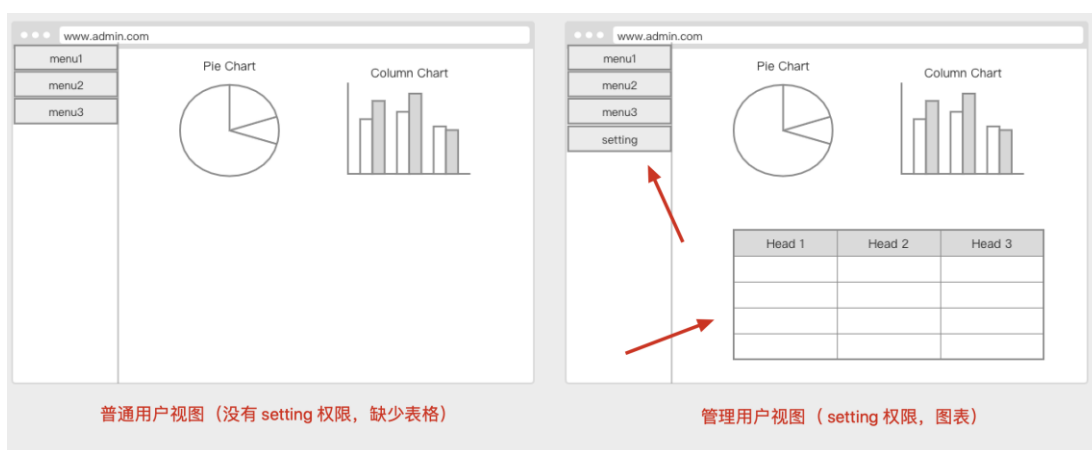 www.admin.com
menu1
menu2
menu3
Pie Chart
Column Chart
普通用户视图（没有 setting 权限，缺少表格）
www.admin.com
menu1
menu2
menu3
setting
Pie Chart
Column Chart
Head 1 Head 2 Head 3
管理用户视图（ setting 权限，图表）